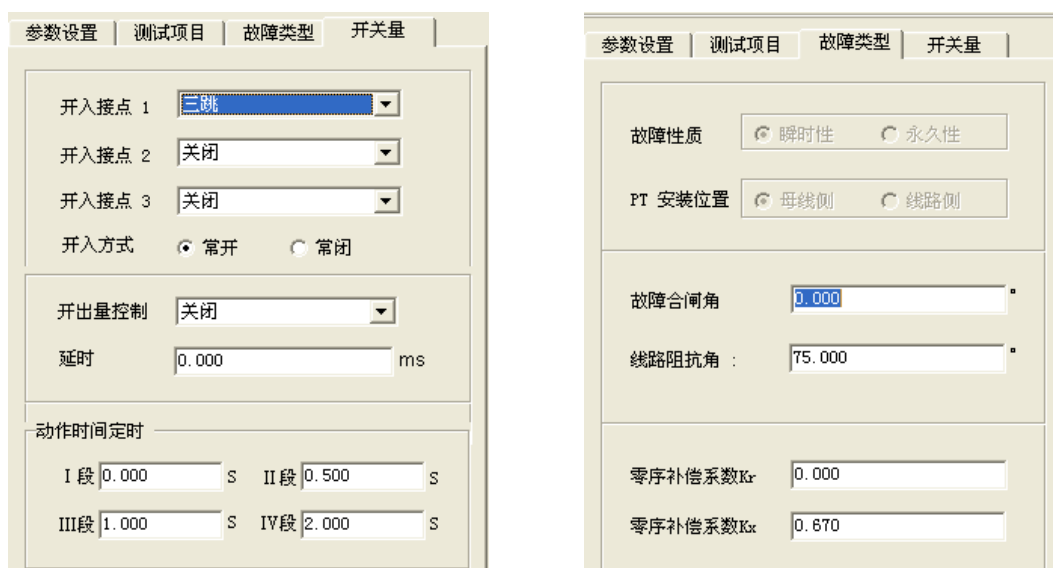 参数设置 测试项目 故障类型 开关量
开入接点 1 三跳
开入接点 2 关闭
开入接点 3 关闭
开入方式 常开 常闭
开出量控制 关闭
延时 0.000 ms
动作时间定时
I 段 0.000 S II 段 0.500 S
III段 1.000 S IV段 2.000 S
参数设置 测试项目 故障类型 开关量
故障性质 瞬时性 永久性
PT 安装位置 母线侧 线路侧
故障合闸角 0.000 °
线路阻抗角 : 75.000 °
零序补偿系数Kr 0.000
零序补偿系数Kx 0.670